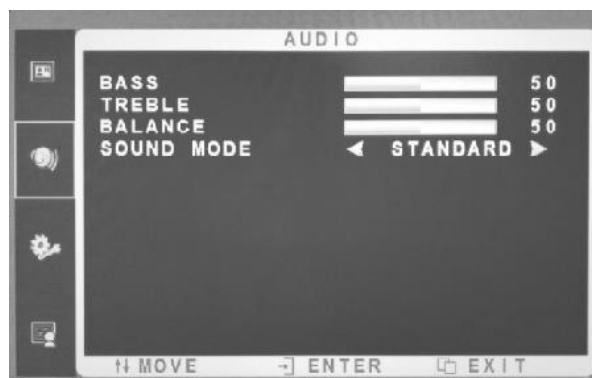 AUDIO
BASS 50
TREBLE 50
BALANCE 50
SOUND MODE STANDARD
MOVE ENTER EXIT